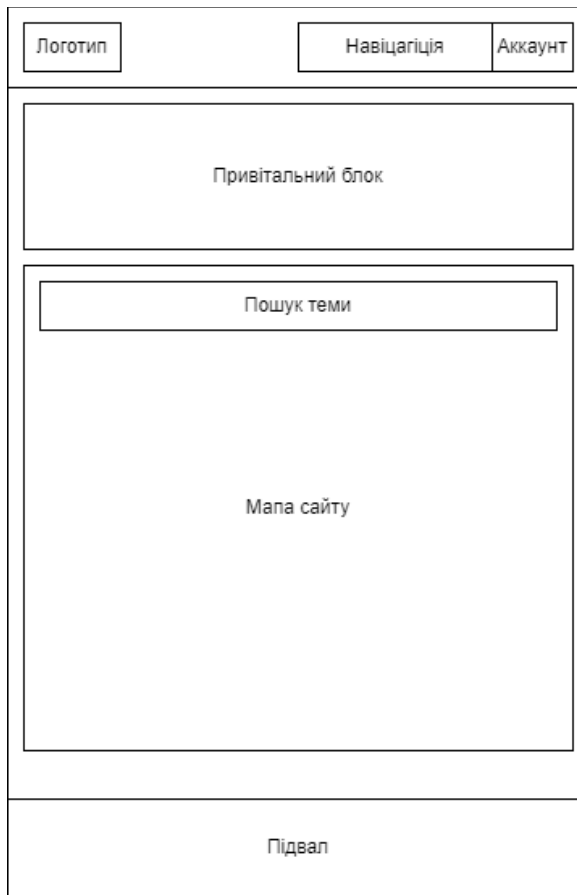 Логотип
Навіцагіція
Аккаунт
Привітальний блок
Пошук теми
Мапа сайту
Підвал